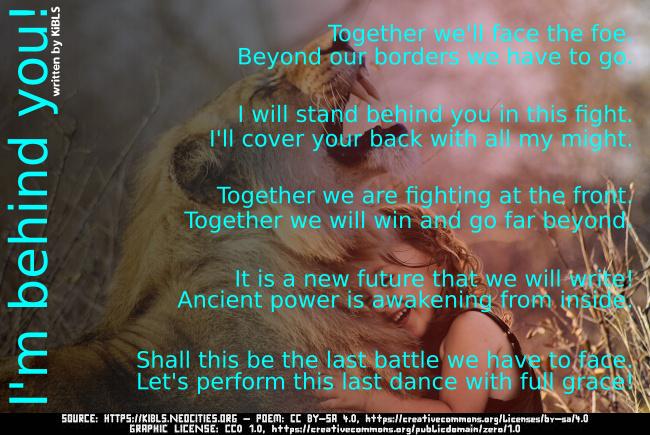 I'm behind you!
written by KiBLS
Together we'll face the foe.
Beyond our borders we have to go.
I will stand behind you in this fight.
I'll cover your back with all my might.
Together we are fighting at the front.
Together we will win and go far beyond.
It is a new future that we will write!
Ancient power is awakening from inside.
Shall this be the last battle we have to face.
Let's perform this last dance with full grace!
SOURCE: HTTPS://KIBLS.NEOCITIES.ORG – POEM: CC BY-SA 4.0, https://creativecommons.org/licenses/by-sa/4.0
GRAPHIC LICENSE: CC0 1.0, https://creativecommons.org/publicdomain/zero/1.0